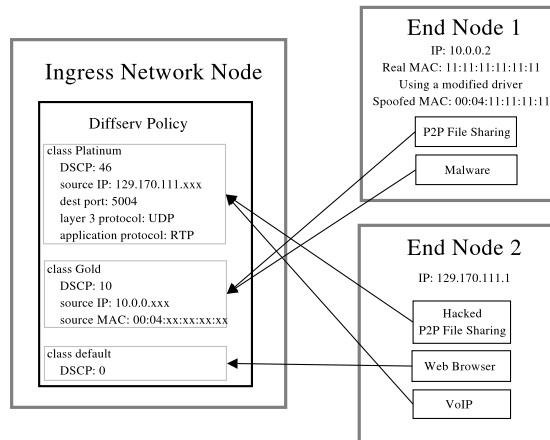 Ingress Network Node
Diffserv Policy
class Platinum
DSCP: 46
source IP: 129.170.111.xxx
dest port: 5004
layer 3 protocol: UDP
application protocol: RTP
class Gold
DSCP: 10
source IP: 10.0.0.xxx
source MAC: 00:04:xx:xx:xx:xx
class default
DSCP: 0
End Node 1
IP: 10.0.0.2
Real MAC: 11:11:11:11:11:11
Using a modified driver
Spoofed MAC: 00:04:11:11:11:11
P2P File Sharing
Malware
End Node 2
IP: 129.170.111.1
Hacked
P2P File Sharing
Web Browser
VoIP